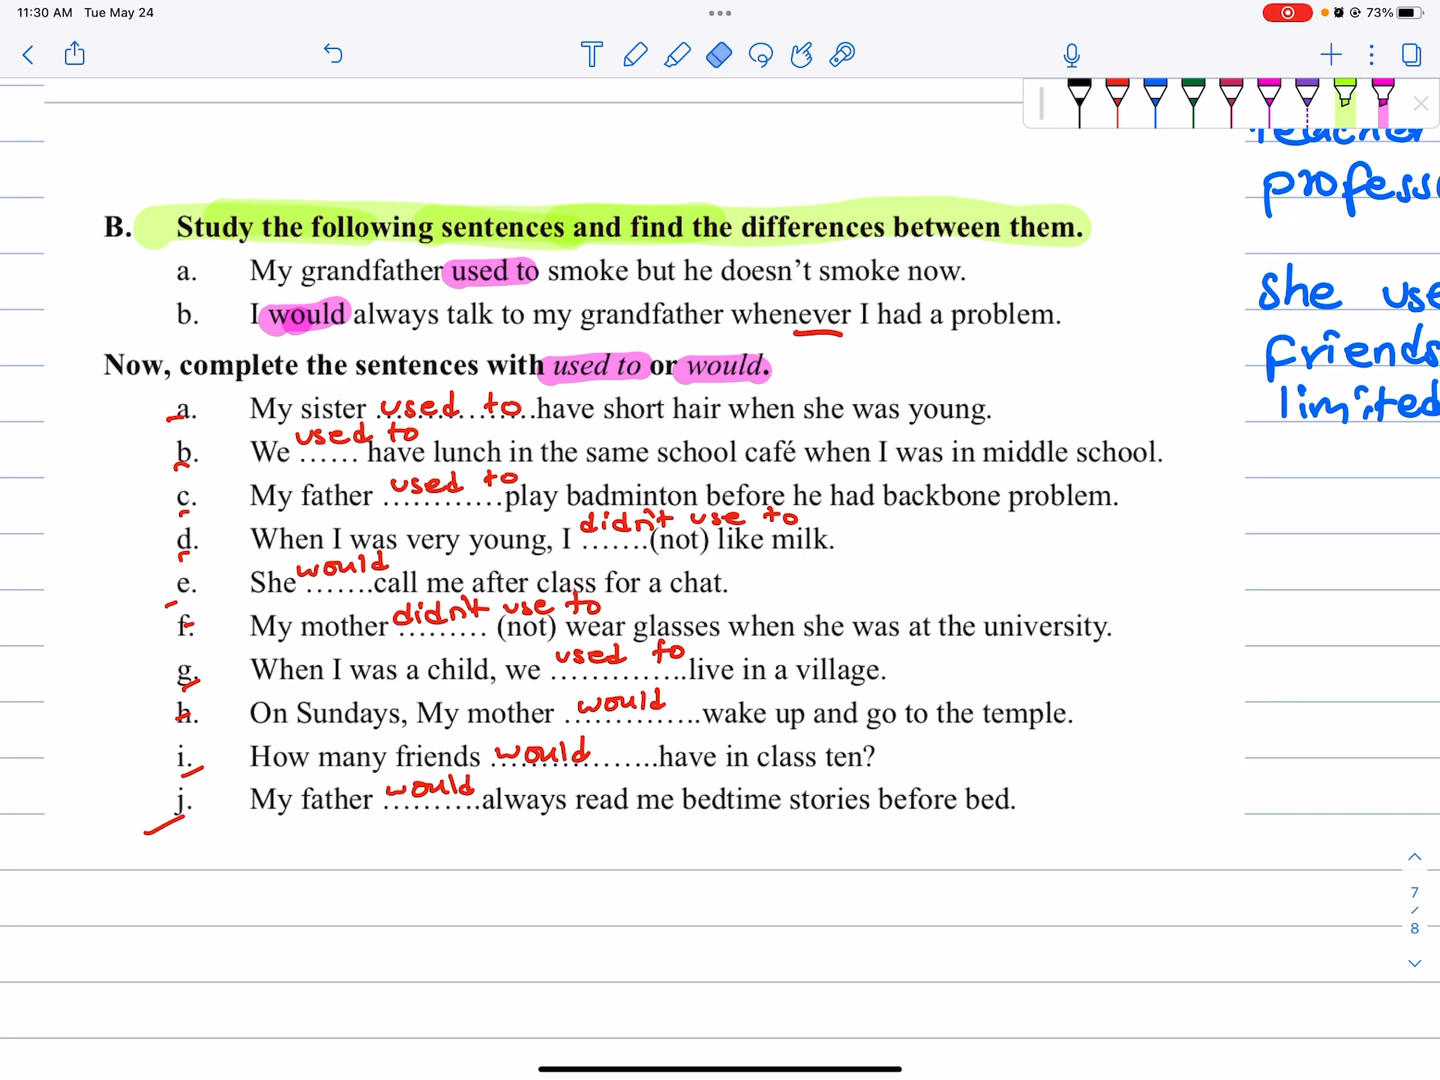 11:30 AM Tue May 24
73%
professi
B. Study the following sentences and find the differences between them.
a. My grandfather used to smoke but he doesn't smoke now.
b. I would always talk to my grandfather whenever I had a problem.
She use
Now, complete the sentences with used to or would.
friends
a. My sister used to have short hair when she was young.
limited
b. We used to ...... have lunch in the same school café when I was in middle school.
c. My father used to ............play badminton before he had backbone problem.
d. When I was very young, I didn't use to .......(not) like milk.
e. She would .......call me after class for a chat.
f. My mother didn't use to ......... (not) wear glasses when she was at the university.
g. When I was a child, we used to ..............live in a village.
h. On Sundays, My mother would ..............wake up and go to the temple.
i. How many friends would .......have in class ten?
j. My father would ..........always read me bedtime stories before bed.
7
/
8